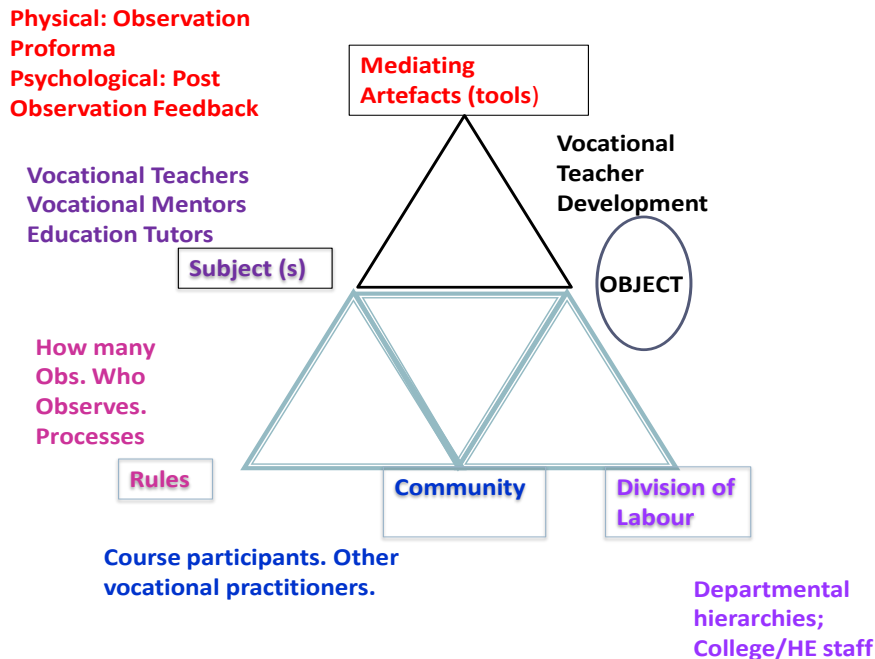 Physical: Observation
Proforma
Psychological: Post
Observation Feedback
Mediating
Artefacts (tools)
Vocational
Teacher
Development
Vocational Teachers
Vocational Mentors
Education Tutors
Subject (s)
OBJECT
How many
Obs. Who
Observes.
Processes
Rules
Community
Division of
Labour
Course participants. Other
vocational practitioners.
Departmental
hierarchies;
College/HE staff